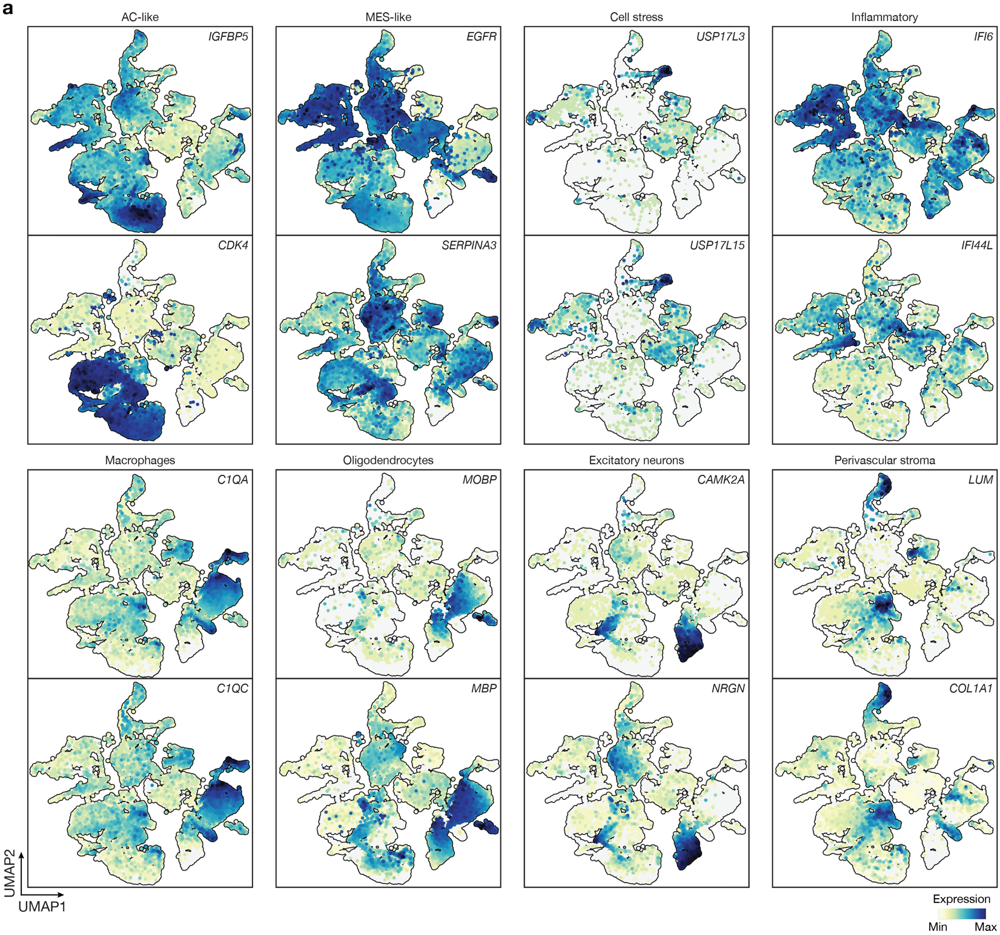 a
AC-like
MES-like
Cell stress
Inflammatory
IGFBP5
EGFR
USP17L3
IFI6
CDK4
SERPINA3
USP17L15
IFI44L
Macrophages
Oligodendrocytes
Excitatory neurons
Perivascular stroma
C1QA
MOBP
CAMK2A
LUM
C1QC
MBP
NRGN
COL1A1
UMAP2
UMAP1
Expression
Min
Max